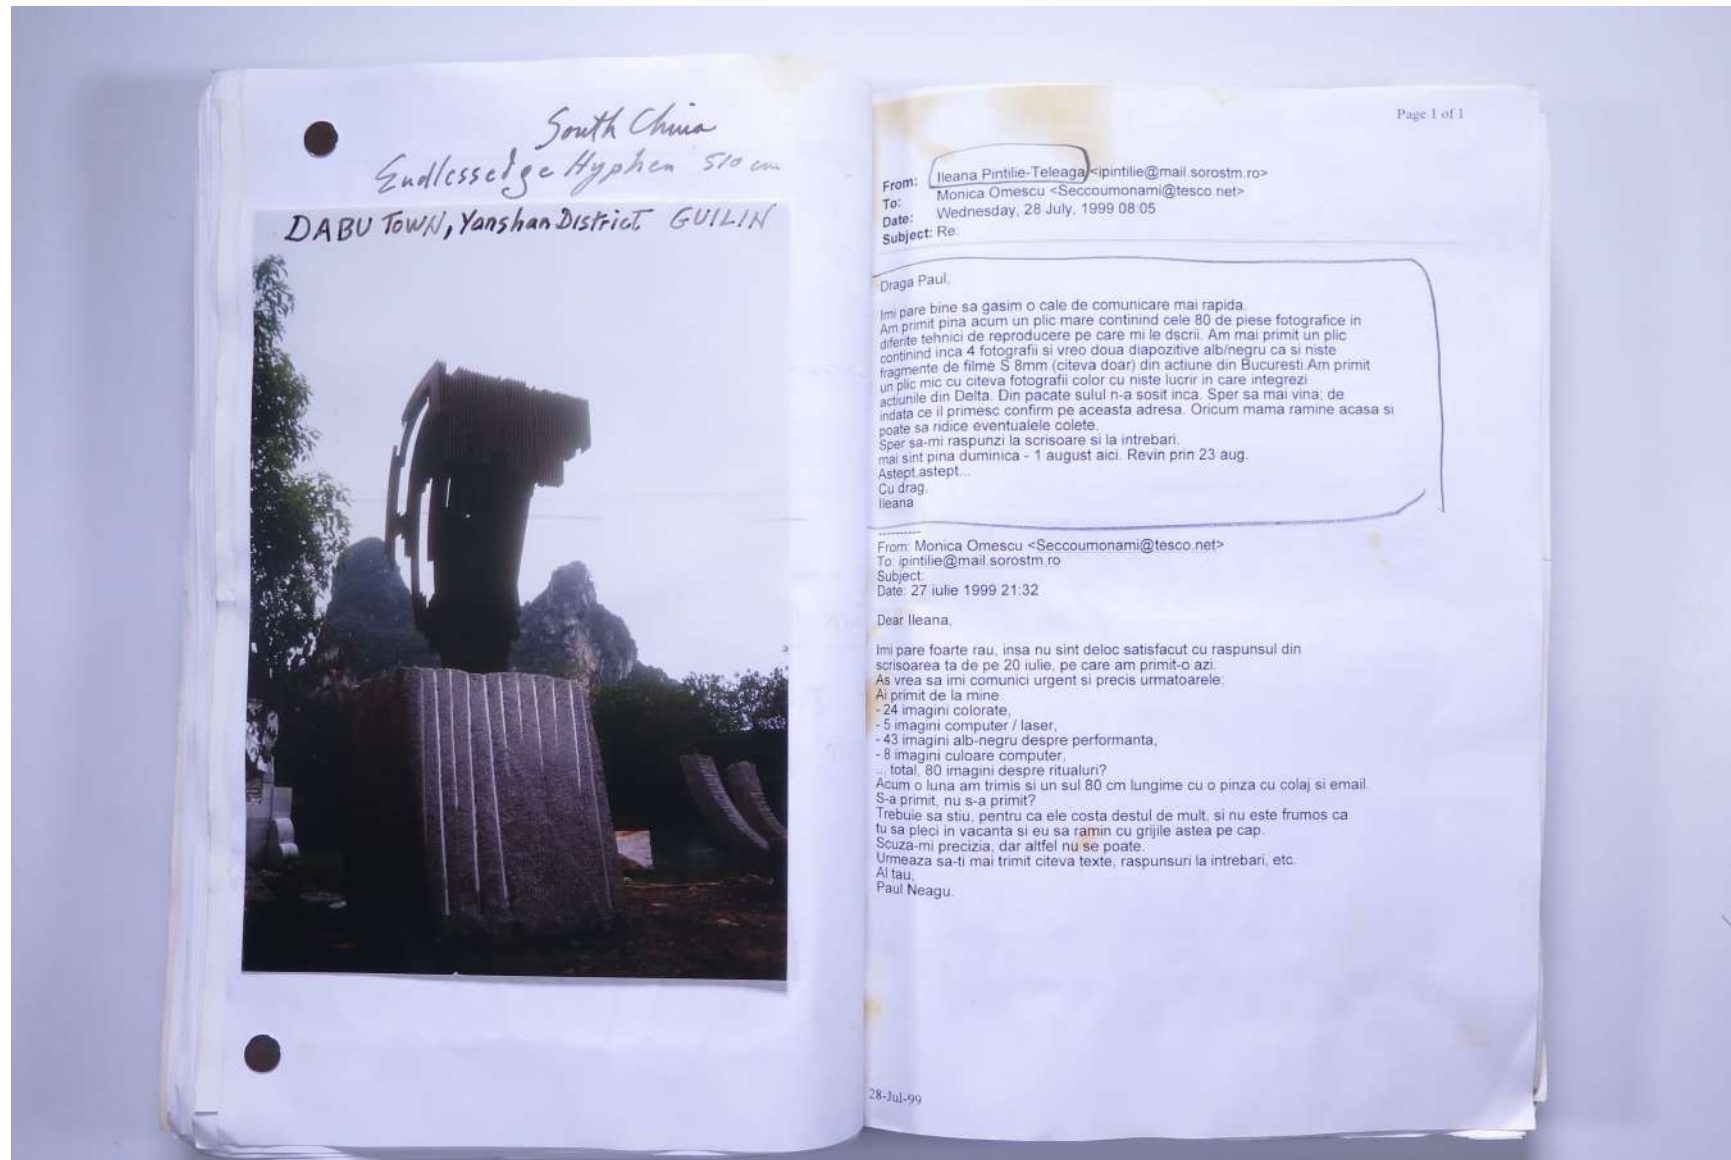 South China
Endlessedge Hyphen 510 cm
DABU TOWN, Yanshan District GUILIN
Page 1 of 1
From: Ileana Pintilie-Teleaga <ipintilie@mail.sorostm.ro>
To: Monica Omescu <Seccoumonami@tesco.net>
Date: Wednesday, 28 July, 1999 08:05
Subject: Re:
Draga Paul,
Imi pare bine sa gasim o cale de comunicare mai rapida.
Am primit pina acum un plic mare continind cele 80 de piese fotografice in
diferite tehnici de reproducere pe care mi le dscrii. Am mai primit un plic
continind inca 4 fotografii si vreo doua diapozitive alb/negru ca si niste
fragmente de filme S 8mm (citeva doar) din actiune din Bucuresti.Am primit
un plic mic cu citeva fotografii color cu niste lucrir in care integrezi
actiunile din Delta. Din pacate sulul n-a sosit inca. Sper sa mai vina; de
indata ce il primesc confirm pe aceasta adresa. Oricum mama ramine acasa si
poate sa ridice eventualele colete.
Sper sa-mi raspunzi la scrisoare si la intrebari.
mai sint pina duminica - 1 august aici. Revin prin 23 aug.
Astept,astept...
Cu drag,
Ileana
----------
From: Monica Omescu <Seccoumonami@tesco.net>
To: ipintilie@mail.sorostm.ro
Subject:
Date: 27 iulie 1999 21:32
Dear Ileana,
Imi pare foarte rau, insa nu sint deloc satisfacut cu raspunsul din
scrisoarea ta de pe 20 iulie, pe care am primit-o azi.
As vrea sa imi comunici urgent si precis urmatoarele:
Ai primit de la mine
- 24 imagini colorate,
- 5 imagini computer / laser,
- 43 imagini alb-negru despre performanta,
- 8 imagini culoare computer,
... total, 80 imagini despre ritualuri?
Acum o luna am trimis si un sul 80 cm lungime cu o pinza cu colaj si email.
S-a primit, nu s-a primit?
Trebuie sa stiu, pentru ca ele costa destul de mult, si nu este frumos ca
tu sa pleci in vacanta si eu sa ramin cu grijile astea pe cap.
Scuza-mi precizia, dar altfel nu se poate.
Urmeaza sa-ti mai trimit citeva texte, raspunsuri la intrebari, etc.
Al tau,
Paul Neagu.
28-Jul-99